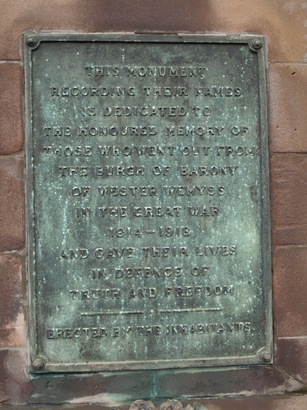 THIS MONUMENT
RECORDING THEIR NAMES
IS DEDICATED TO
THE HONOURED MEMORY OF
THOSE WHO WENT OUT FROM
THE BURGH OF BARONY
OF WESTER WEMYSS
IN THE GREAT WAR
1914-1918
AND GAVE THEIR LIVES
IN DEFENCE OF
TRUTH AND FREEDOM
ERECTED BY THE INHABITANTS.